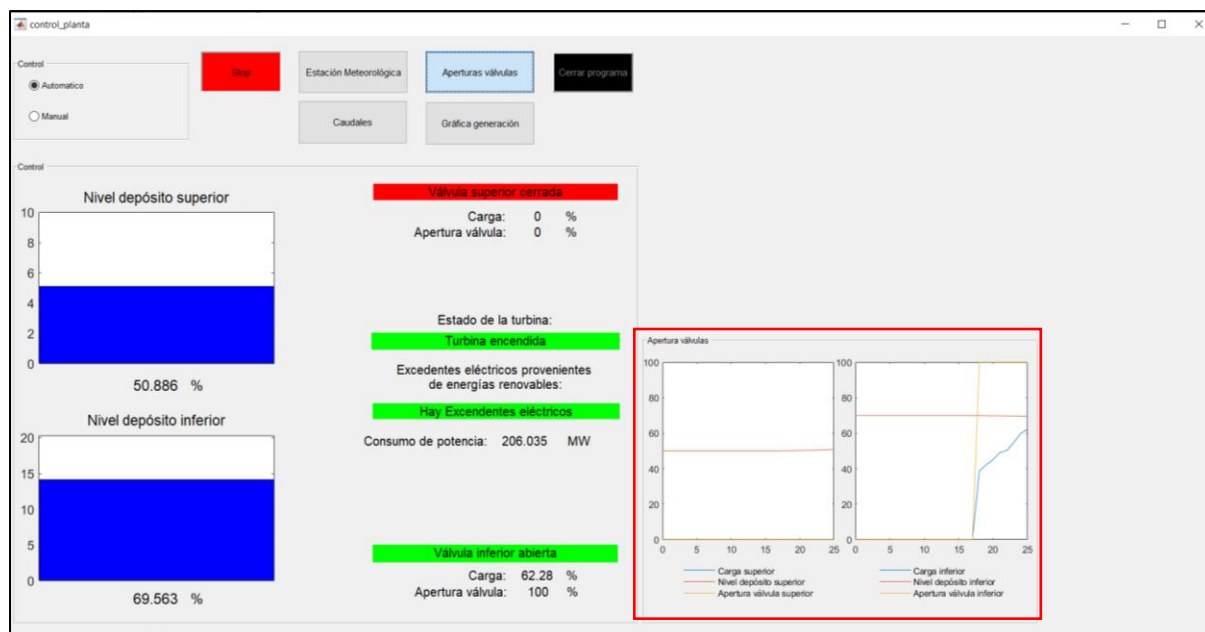 control_planta
Control
Automatico
Manual
Stop
Estación Meteorológica
Aperturas válvulas
Cerrar programa
Caudales
Gráfica generación
Control
Nivel depósito superior
10
8
6
4
2
0
50.886 %
Nivel depósito inferior
20
15
10
5
0
69.563 %
Válvula superior cerrada
Carga: 0 %
Apertura válvula: 0 %
Estado de la turbina:
Turbina encendida
Excedentes eléctricos provenientes
de energías renovables:
Hay Excendentes eléctricos
Consumo de potencia: 206.035 MW
Válvula inferior abierta
Carga: 62.28 %
Apertura válvula: 100 %
Apertura válvulas
100
80
60
40
20
0
0 5 10 15 20 25
Carga superior
Nivel depósito superior
Apertura válvula superior
100
80
60
40
20
0
0 5 10 15 20 25
Carga inferior
Nivel depósito inferior
Apertura válvula inferior